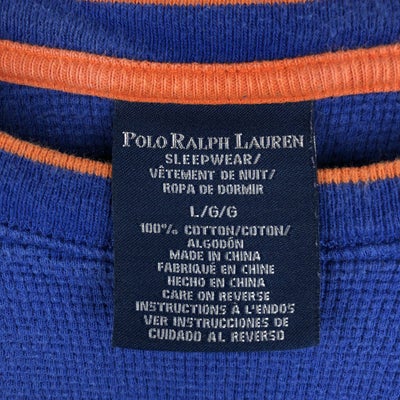 POLO RALPH LAUREN
SLEEPWEAR/
VÊTEMENT DE NUIT/
ROPA DE DORMIR
L/G/G
100% COTTON/COTON/
ALGODÓN
MADE IN CHINA
FABRIQUÉ EN CHINE
HECHO EN CHINA
CARE ON REVERSE
INSTRUCTIONS À L'ENDOS
VER INSTRUCCIONES DE
CUIDADO AL REVERSO